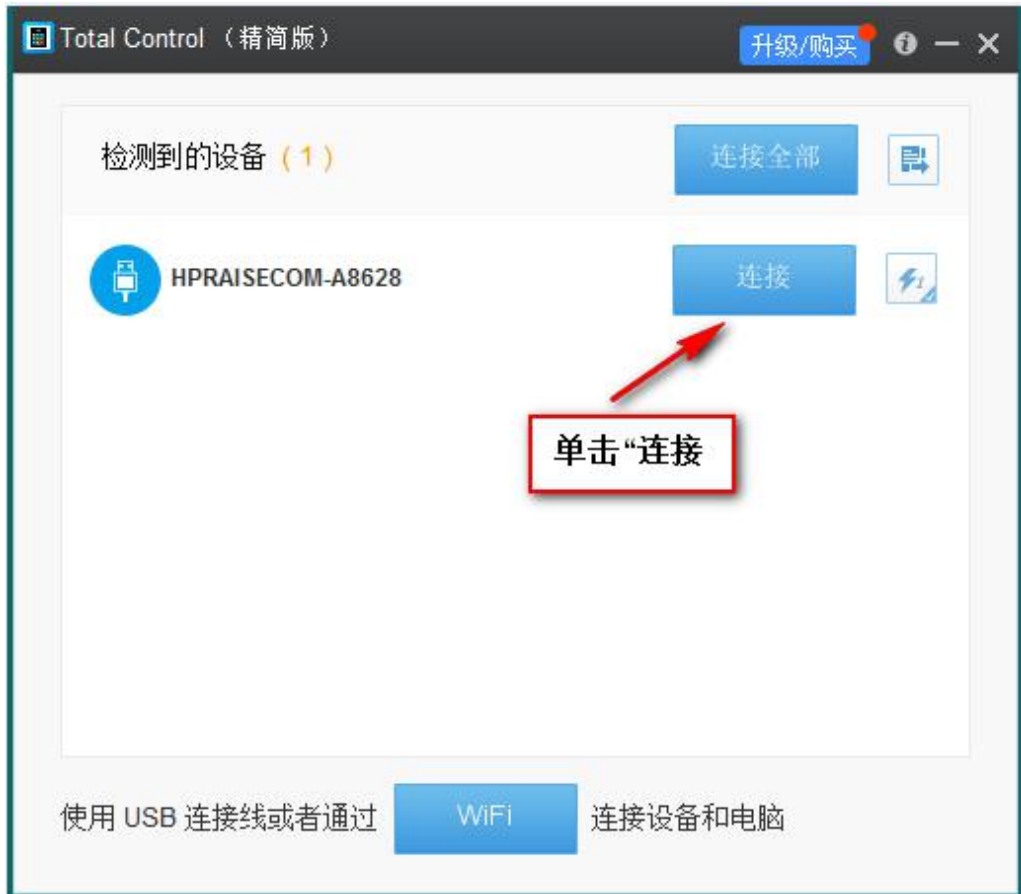 Total Control （精简版）
升级/购买
检测到的设备（1）
连接全部
HPRAISECOM-A8628
连接
1
单击“连接
使用 USB 连接线或者通过 WiFi 连接设备和电脑